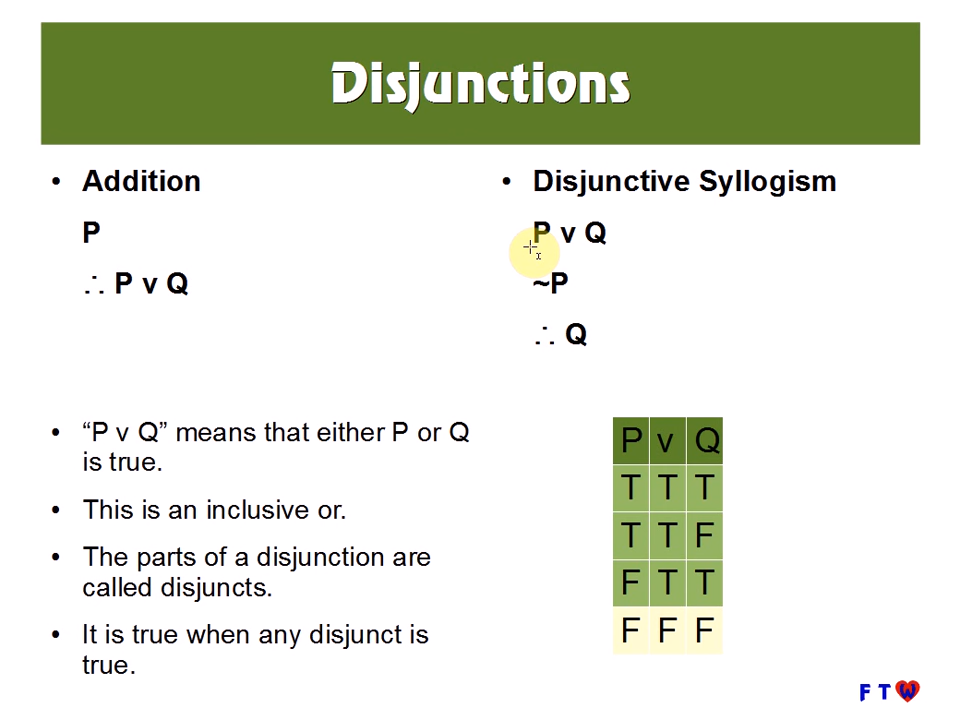 Disjunctions
• Addition
P
∴ P v Q
• Disjunctive Syllogism
P v Q
~P
∴ Q
• “P v Q” means that either P or Q
is true.
• This is an inclusive or.
• The parts of a disjunction are
called disjuncts.
• It is true when any disjunct is
true.
P v Q
T T T
T T F
F T T
F F F
F T W